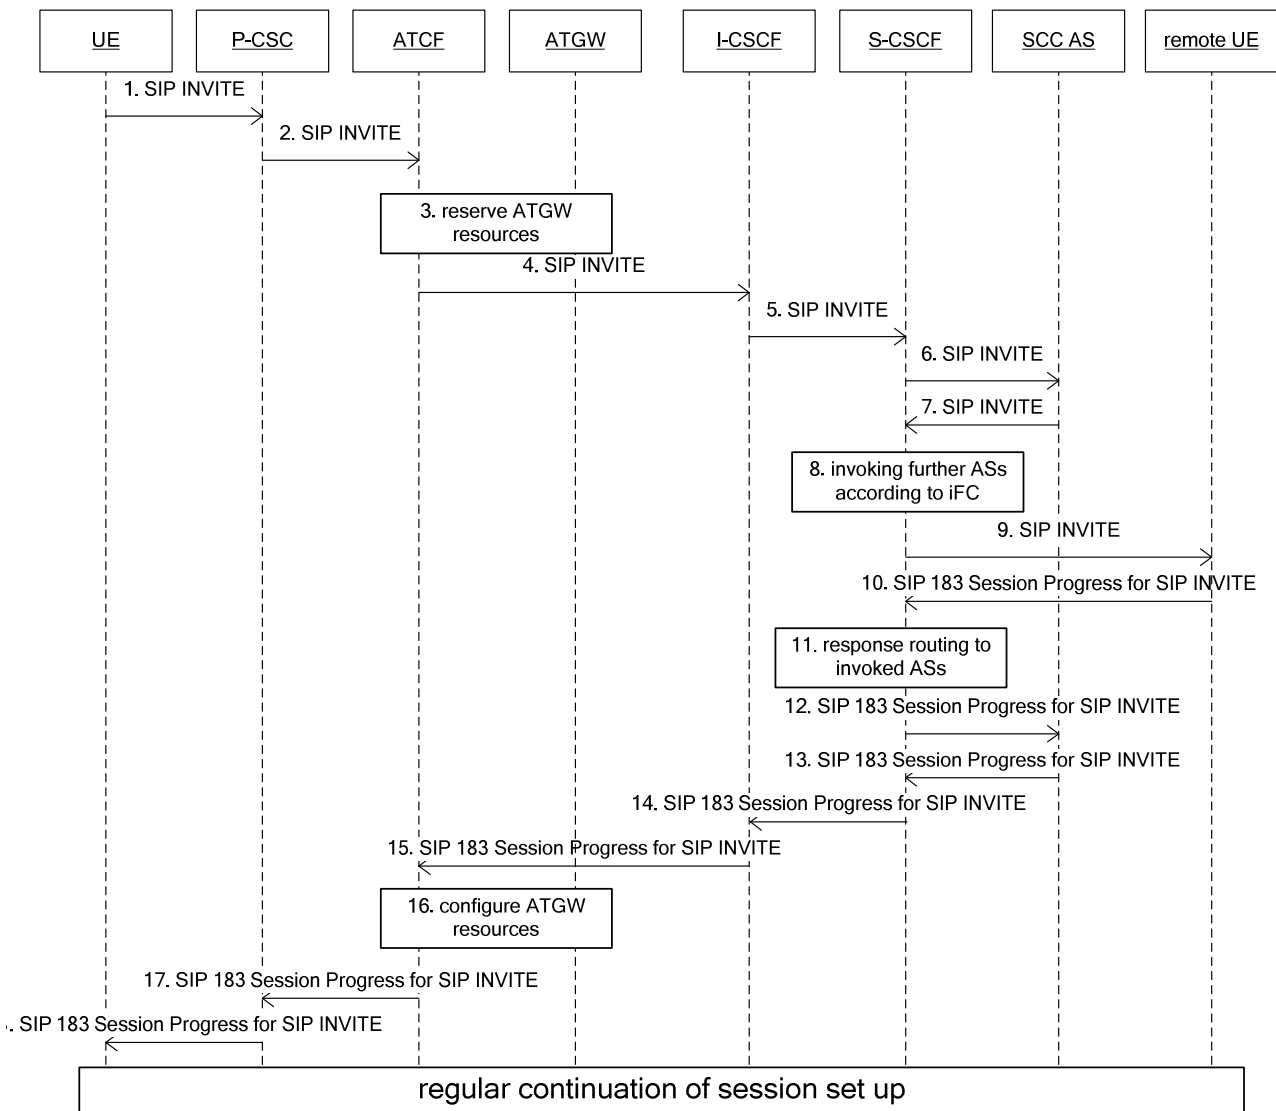 UE
P-CSC
ATCF
ATGW
I-CSCF
S-CSCF
SCC AS
remote UE
1. SIP INVITE
2. SIP INVITE
3. reserve ATGW
resources
4. SIP INVITE
5. SIP INVITE
6. SIP INVITE
7. SIP INVITE
8. invoking further ASs
according to iFC
9. SIP INVITE
10. SIP 183 Session Progress for SIP INVITE
11. response routing to
invoked ASs
12. SIP 183 Session Progress for SIP INVITE
13. SIP 183 Session Progress for SIP INVITE
14. SIP 183 Session Progress for SIP INVITE
15. SIP 183 Session Progress for SIP INVITE
16. configure ATGW
resources
17. SIP 183 Session Progress for SIP INVITE
. SIP 183 Session Progress for SIP INVITE
regular continuation of session set up